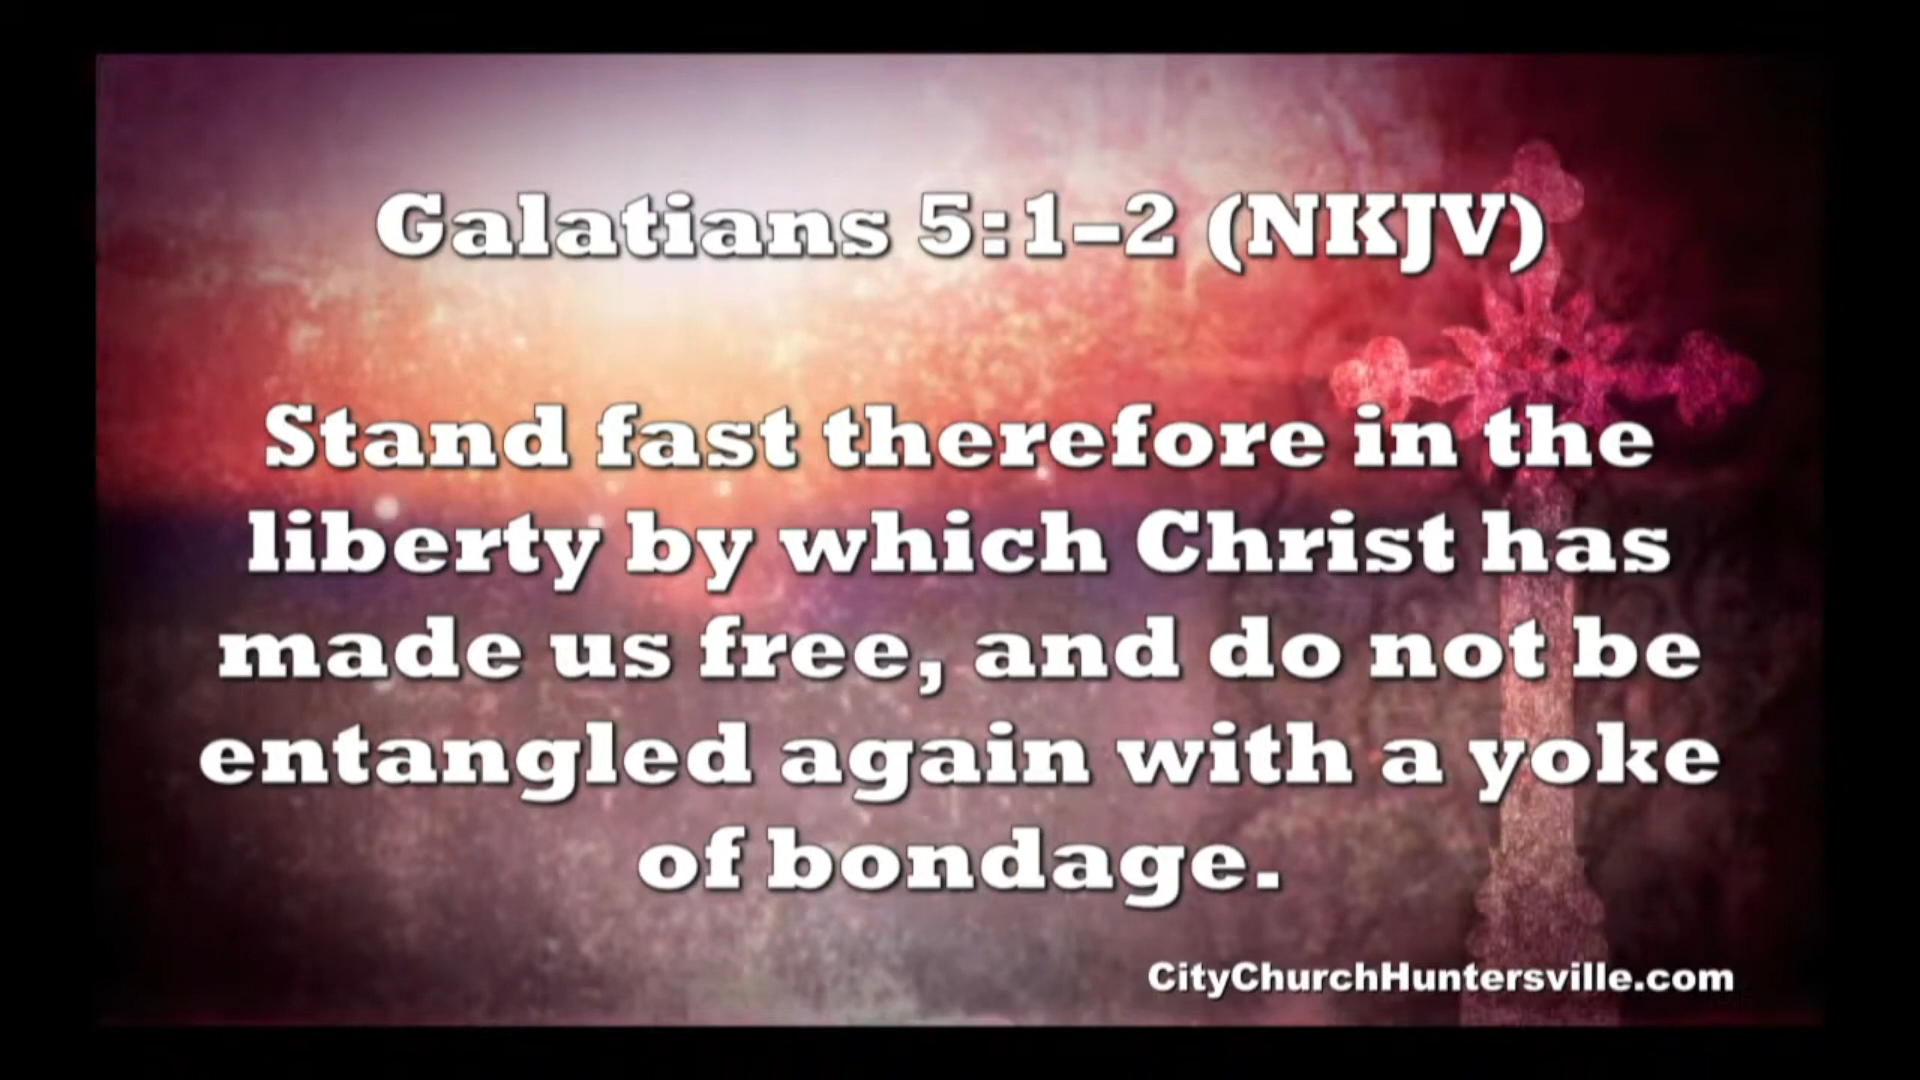 Galatians 5:1–2 (NKJV)
Stand fast therefore in the
liberty by which Christ has
made us free, and do not be
entangled again with a yoke
of bondage.
CityChurchHuntersville.com